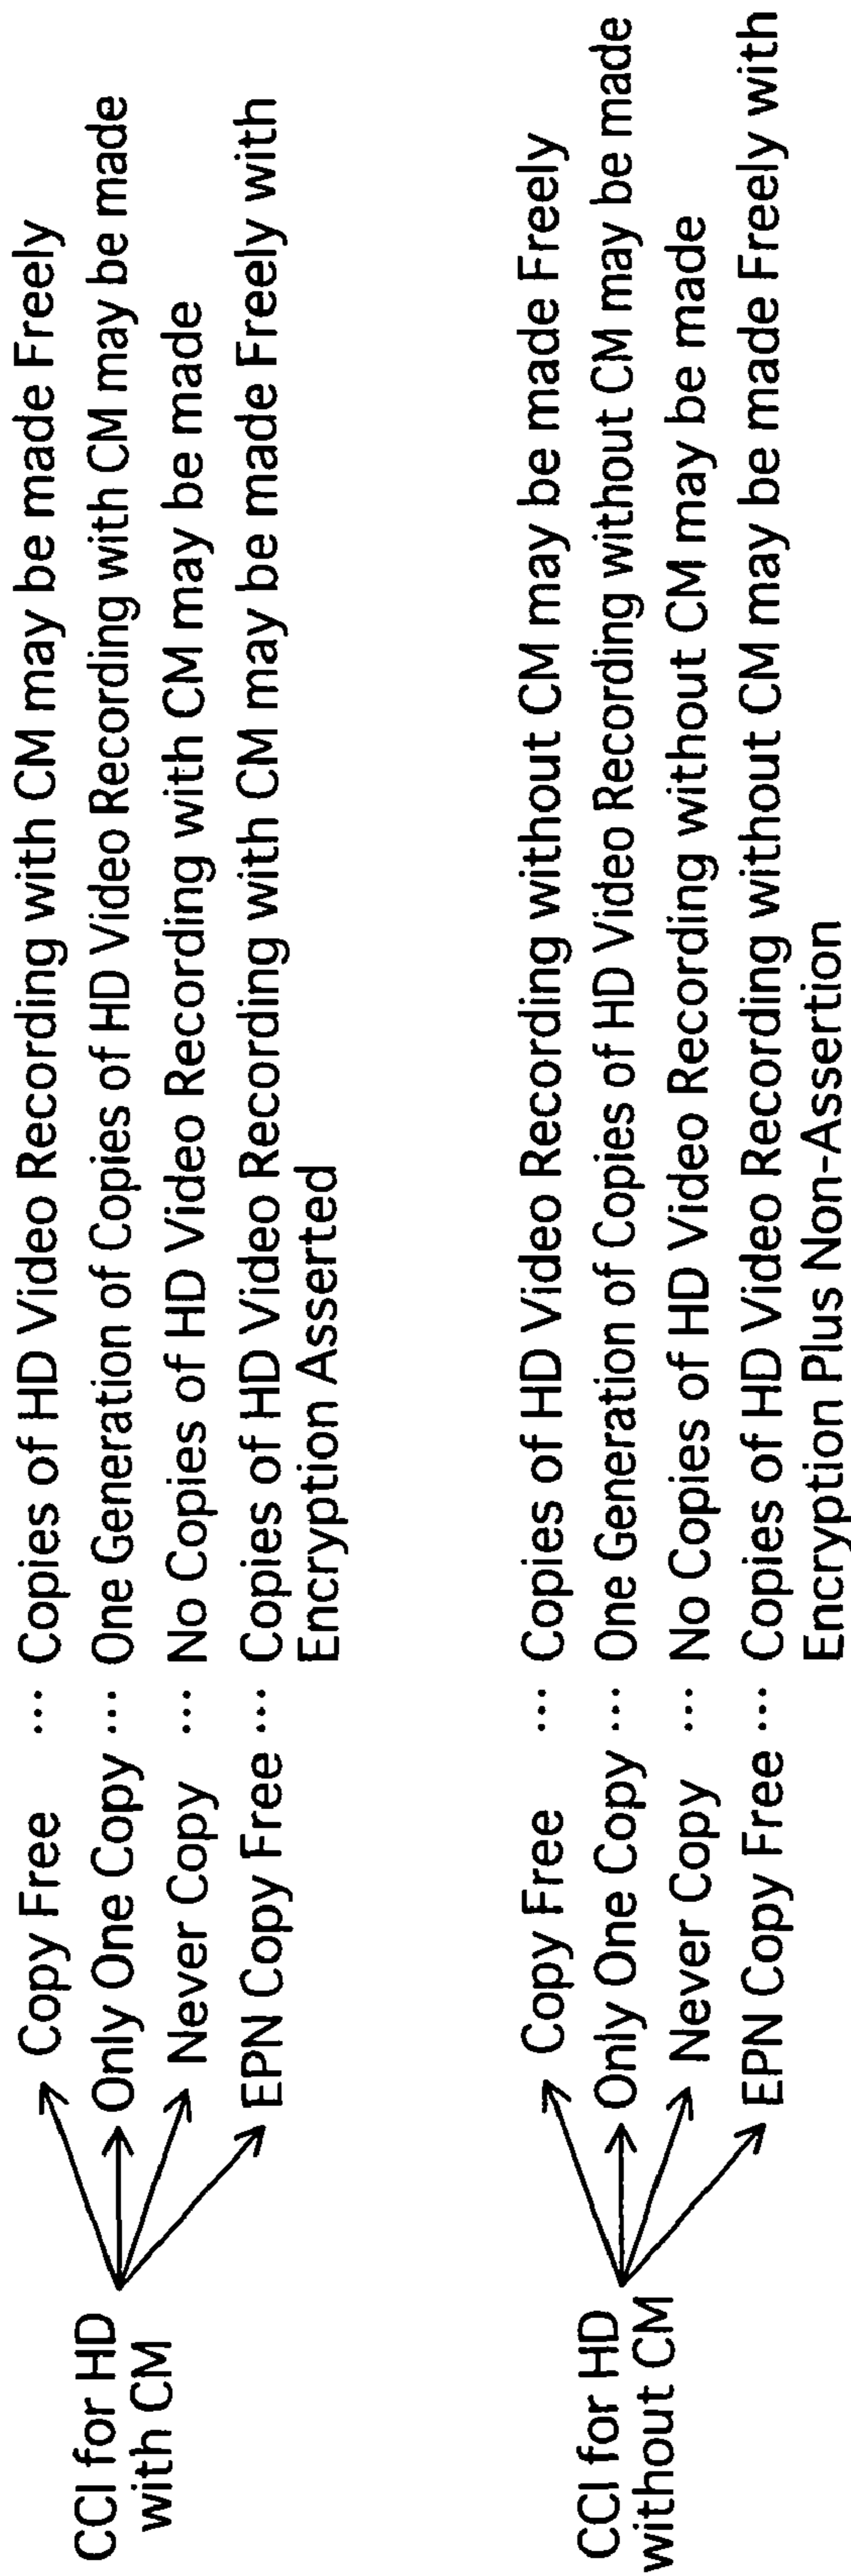 CCI for HD
with CM
Copy Free ... Copies of HD Video Recording with CM may be made Freely
Only One Copy ... One Generation of Copies of HD Video Recording with CM may be made
Never Copy ... No Copies of HD Video Recording with CM may be made
EPN Copy Free ... Copies of HD Video Recording with CM may be made Freely with
Encryption Asserted
CCI for HD
without CM
Copy Free ... Copies of HD Video Recording without CM may be made Freely
Only One Copy ... One Generation of Copies of HD Video Recording without CM may be made
Never Copy ... No Copies of HD Video Recording without CM may be made
EPN Copy Free ... Copies of HD Video Recording without CM may be made Freely with
Encryption Plus Non-Assertion